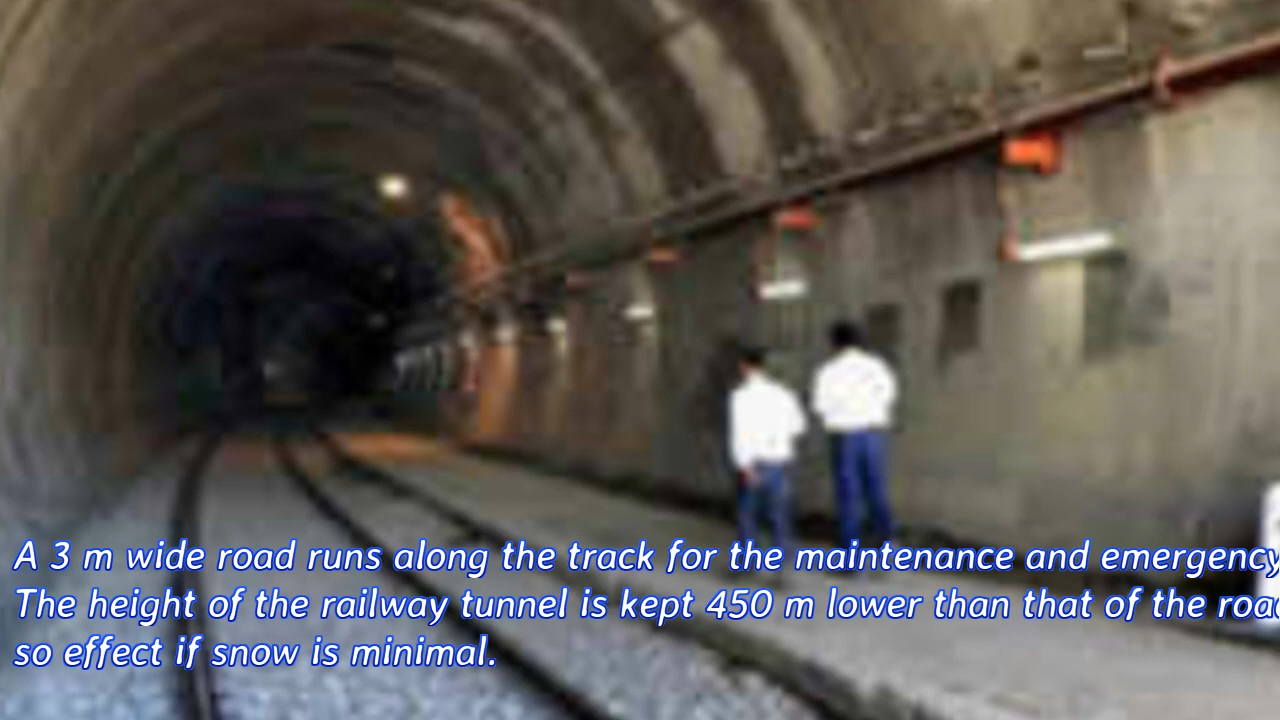 A 3 m wide road runs along the track for the maintenance and emergency
The height of the railway tunnel is kept 450 m lower than that of the
so effect if snow is minimal.